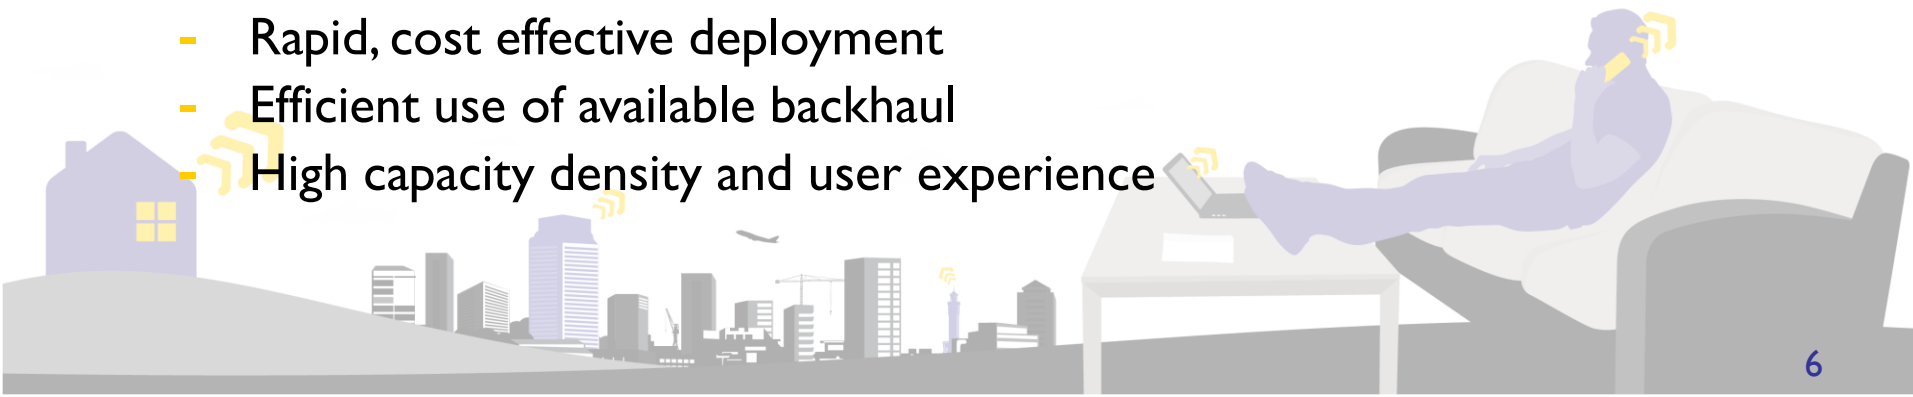 - Rapid, cost effective deployment
- Efficient use of available backhaul
- High capacity density and user experience
6